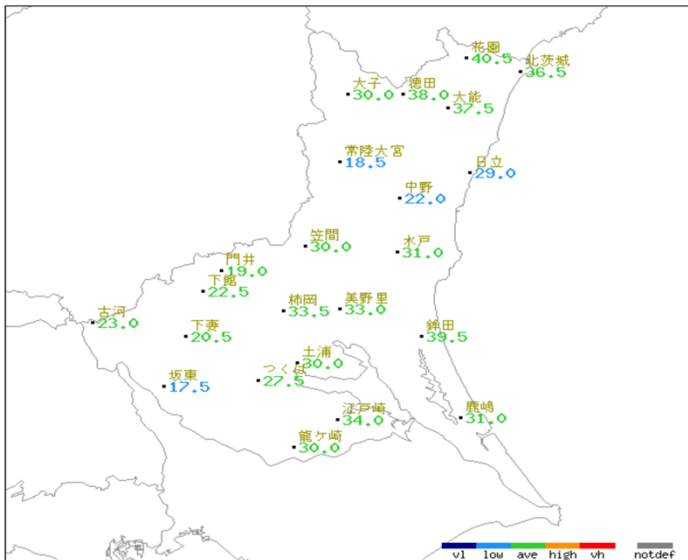 花園
40.5
北茨城
36.5
大子
30.0
徳田
38.0
大能
37.5
常陸大宮
18.5
日立
29.0
中野
22.0
笠間
30.0
水戸
31.0
門井
19.0
下館
22.5
柿岡
33.5
美野里
33.0
古河
23.0
下妻
20.5
鉾田
39.5
土浦
30.0
つくば
27.5
坂東
17.5
江戸崎
34.0
鹿嶋
31.0
龍ケ崎
30.0
vl low ave high vh notdef